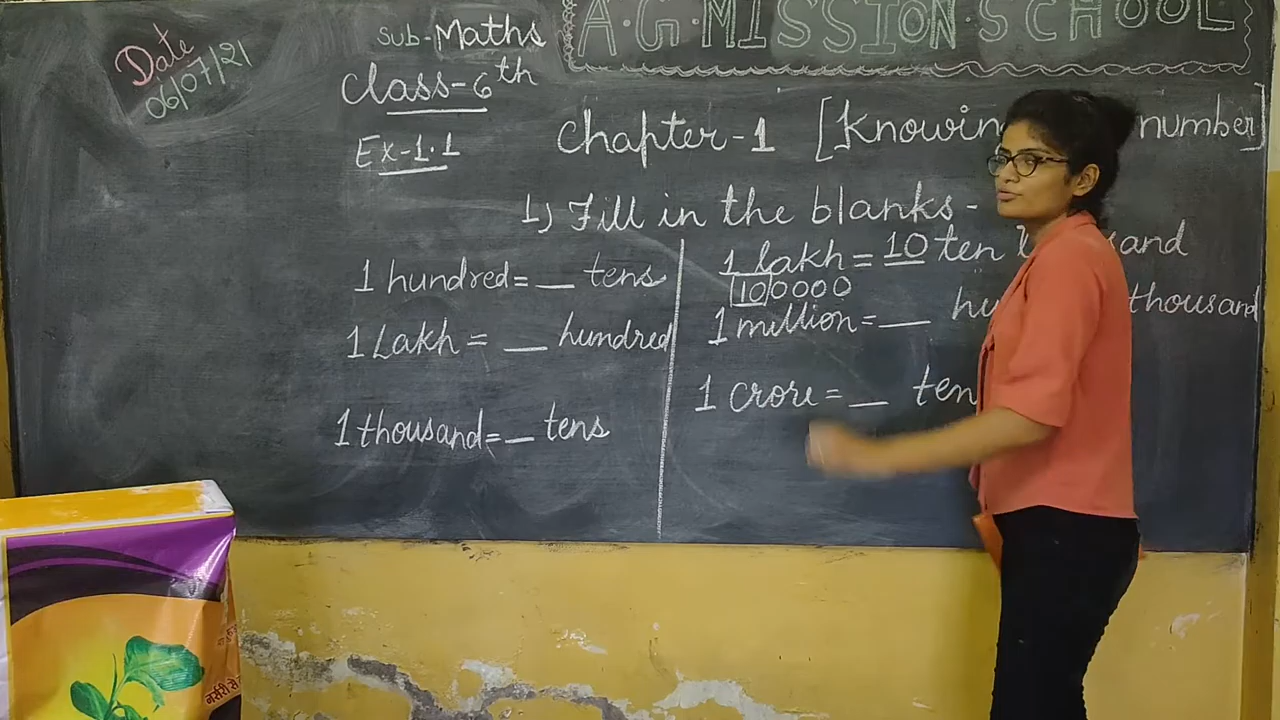 A.G.MISSION.SCHOOL
Date
06/07/21
Sub-Maths
Class-6th
Ex-1.1
Chapter-1 [Knowin number]
1) Fill in the blanks-
1 hundred = __ tens
1 Lakh = __ hundred
1 thousand = __ tens
1 lakh = 10 ten
100000
1 million = __ thousand
1 crore = __ ten
नर्सरी से